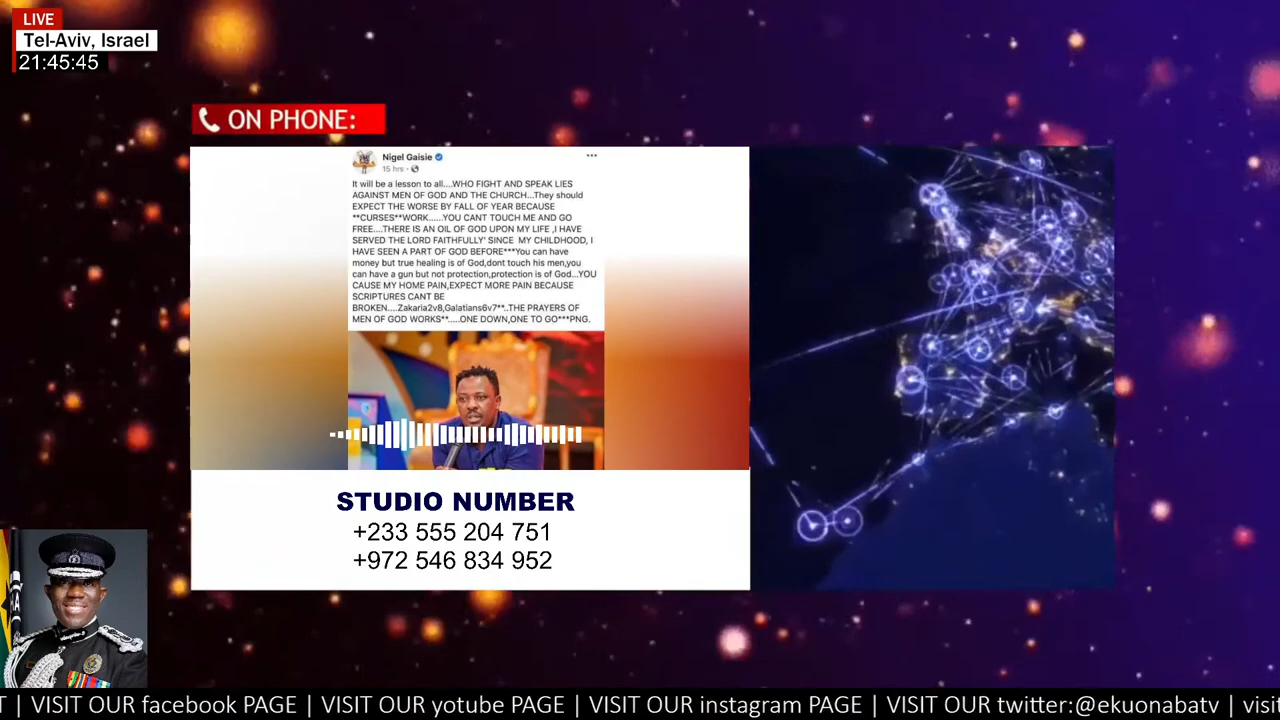 LIVE
Tel-Aviv, Israel
21:45:45
ON PHONE:
Nigel Gaisie
15 hrs ·
It will be a lesson to all....WHO FIGHT AND SPEAK LIES
AGAINST MEN OF GOD AND THE CHURCH...They should
EXPECT THE WORSE BY FALL OF YEAR BECAUSE
**CURSES**WORK......YOU CANT TOUCH ME AND GO
FREE....THERE IS AN OIL OF GOD UPON MY LIFE ,I HAVE
SERVED THE LORD FAITHFULLY' SINCE MY CHILDHOOD, I
HAVE SEEN A PART OF GOD BEFORE***You can have
money but true healing is of God,dont touch his men,you
can have a gun but not protection,protection is of God...YOU
CAUSE MY HOME PAIN,EXPECT MORE PAIN BECAUSE
SCRIPTURES CANT BE
BROKEN....Zakaria2v8,Galatians6v7**..THE PRAYERS OF
MEN OF GOD WORKS**.....ONE DOWN,ONE TO GO***PNG.
STUDIO NUMBER
+233 555 204 751
+972 546 834 952
T | VISIT OUR facebook PAGE | VISIT OUR yotube PAGE | VISIT OUR instagram PAGE | VISIT OUR twitter:@ekuonabatv | visi